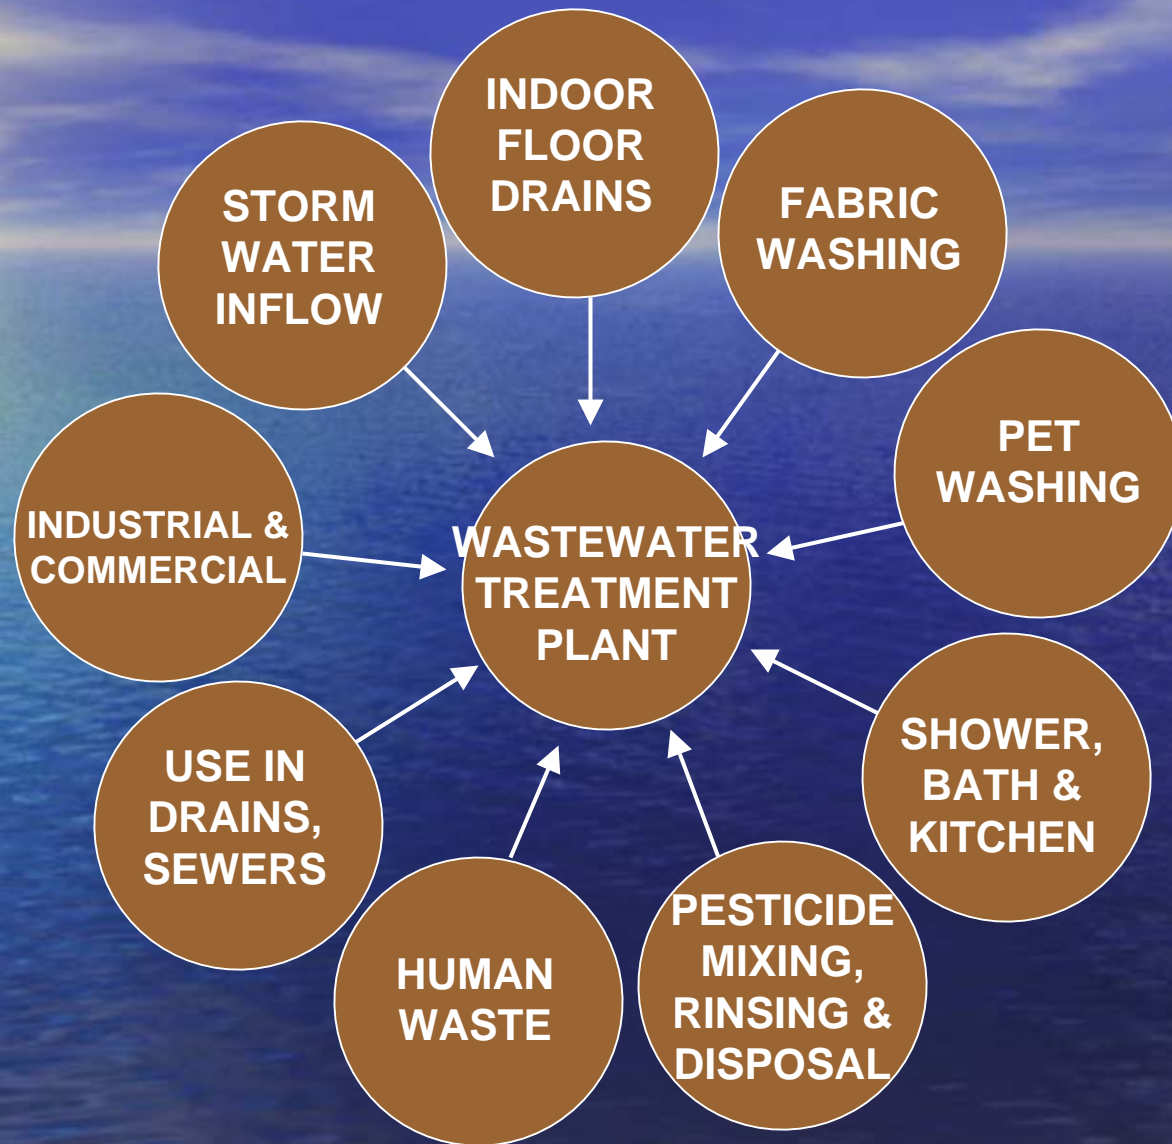 INDOOR
FLOOR
DRAINS
FABRIC
WASHING
PET
WASHING
SHOWER,
BATH &
KITCHEN
PESTICIDE
MIXING,
RINSING &
DISPOSAL
HUMAN
WASTE
USE IN
DRAINS,
SEWERS
INDUSTRIAL &
COMMERCIAL
STORM
WATER
INFLOW
WASTEWATER
TREATMENT
PLANT